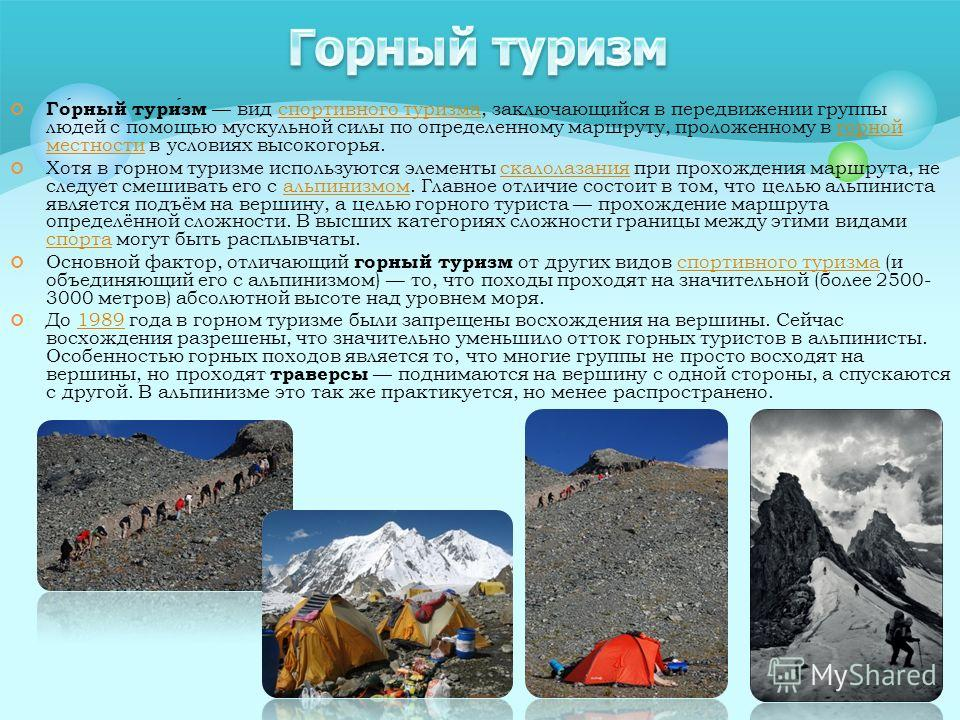 Горный туризм
Го́рный тури́зм — вид спортивного туризма, заключающийся в передвижении группы
людей с помощью мускульной силы по определенному маршруту, проложенному в горной
местности в условиях высокогорья.
Хотя в горном туризме используются элементы скалолазания при прохождения маршрута, не
следует смешивать его с альпинизмом. Главное отличие состоит в том, что целью альпиниста
является подъём на вершину, а целью горного туриста — прохождение маршрута
определённой сложности. В высших категориях сложности границы между этими видами
спорта могут быть расплывчаты.
Основной фактор, отличающий горный туризм от других видов спортивного туризма (и
объединяющий его с альпинизмом) — то, что походы проходят на значительной (более 2500-
3000 метров) абсолютной высоте над уровнем моря.
До 1989 года в горном туризме были запрещены восхождения на вершины. Сейчас
восхождения разрешены, что значительно уменьшило отток горных туристов в альпинисты.
Особенностью горных походов является то, что многие группы не просто восходят на
вершины, но проходят траверсы — поднимаются на вершину с одной стороны, а спускаются
с другой. В альпинизме это так же практикуется, но менее распространено.
MyShared